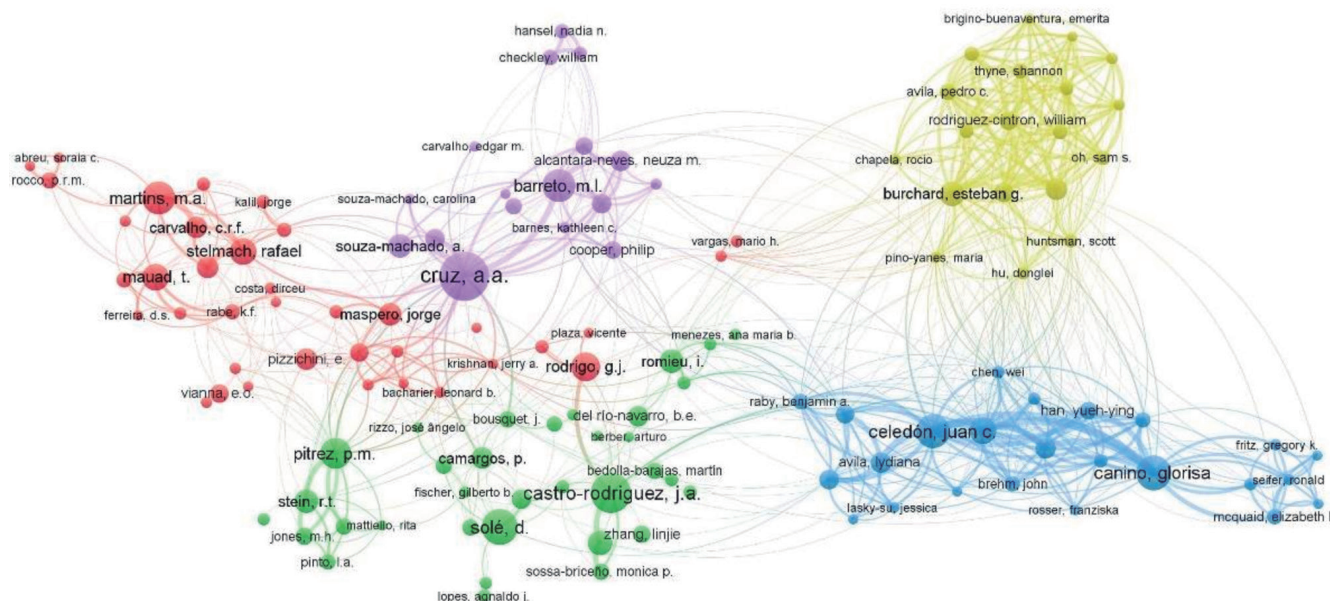 brigino-buenaventura, emerita
hansel, nadia n.
checkley, william
thyne, shannon
avila, pedro c.
rodriguez-cintron, william
carvalho, edgar m.
alcantara-neves, neuza m.
chapela, rocio
oh, sam s.
abreu, soraia c.
rocco, p.r.m.
martins, m.a.
kalil, jorge
souza-machado, carolina
barreto, m.l.
burchard, esteban g.
carvalho, c.r.f.
stelmach, rafael
barnes, kathleen c.
souza-machado, a.
cooper, philip
vargas, mario h.
huntsman, scott
pino-yanes, maria
hu, donglei
mauad, t.
cruz, a.a.
costa, dirceu
ferreira, d.s.
rabe, k.f.
maspero, jorge
plaza, vicente
menezes, ana maria b.
pizzichini, e.
krishnan, jerry a.
rodrigo, g.j.
romieu, i.
chen, wei
vianna, e.o.
bacharier, leonard b.
raby, benjamin a.
han, yueh-ying
bousquet, j.
del río-navarro, b.e.
rizzo, josé ângelo
berber, arturo
celedón, juan c.
fritz, gregory k.
pitrez, p.m.
camargos, p.
bedolla-barajas, martin
avila, lydiana
canino, glorisa
fischer, gilberto b.
castro-rodriguez, j.a.
brehm, john
seifer, ronald
stein, r.t.
lasky-su, jessica
rosser, franziska
mcquaid, elizabeth l
mattiello, rita
solé, d.
jones, m.h.
zhang, linjie
pinto, l.a.
sossa-briceño, monica p.
lopes, agnaldo j.